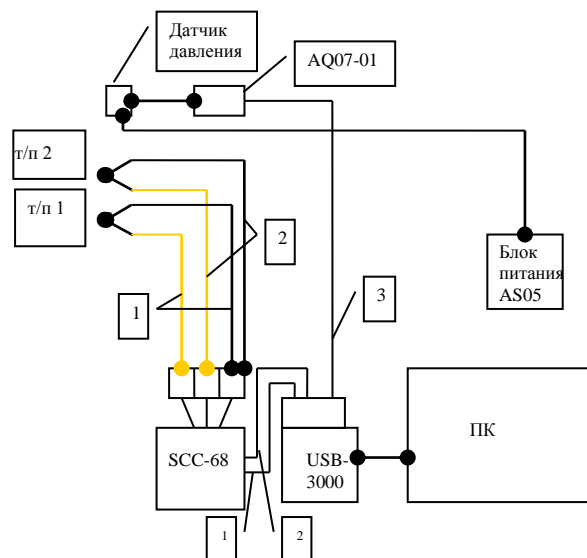 Датчик
давления
AQ07-01
т/п 2
т/п 1
2
1
3
Блок
питания
AS05
SCC-68
USB-
3000
ПК
1
2